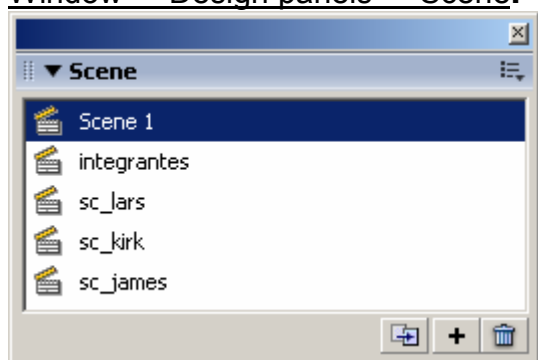 Window Design panels Scene.
Scene
Scene 1
integrantes
sc_lars
sc_kirk
sc_james